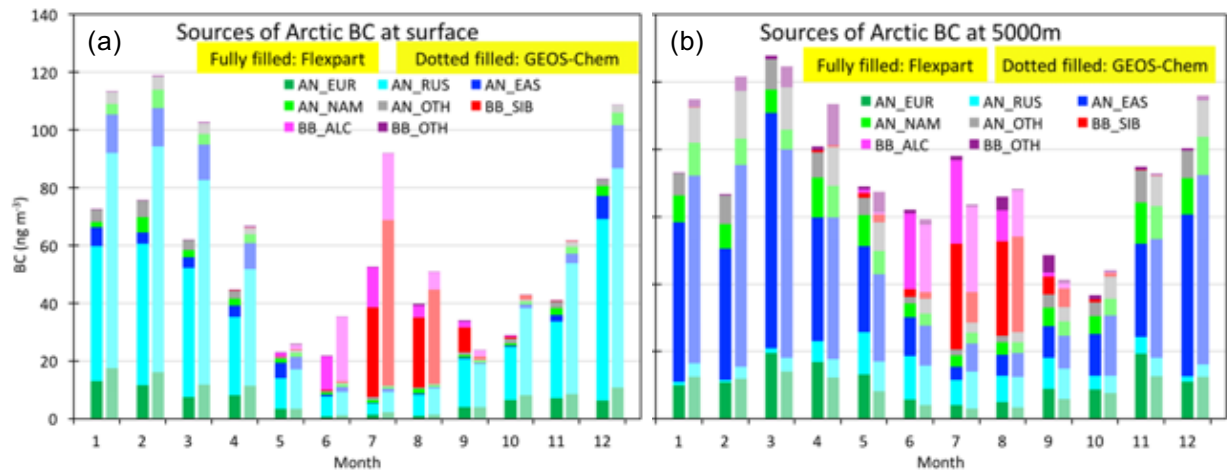 (a)
Sources of Arctic BC at surface
Fully filled: Flexpart
Dotted filled: GEOS-Chem
AN_EUR AN_RUS AN_EAS
AN_NAM AN_OTH BB_SIB
BB_ALC BB_OTH
BC (ng m⁻³)
140
120
100
80
60
40
20
0
1 2 3 4 5 6 7 8 9 10 11 12
Month
(b)
Sources of Arctic BC at 5000m
Fully filled: Flexpart
Dotted filled: GEOS-Chem
AN_EUR AN_RUS AN_EAS
AN_NAM AN_OTH BB_SIB
BB_ALC BB_OTH
1 2 3 4 5 6 7 8 9 10 11 12
Month